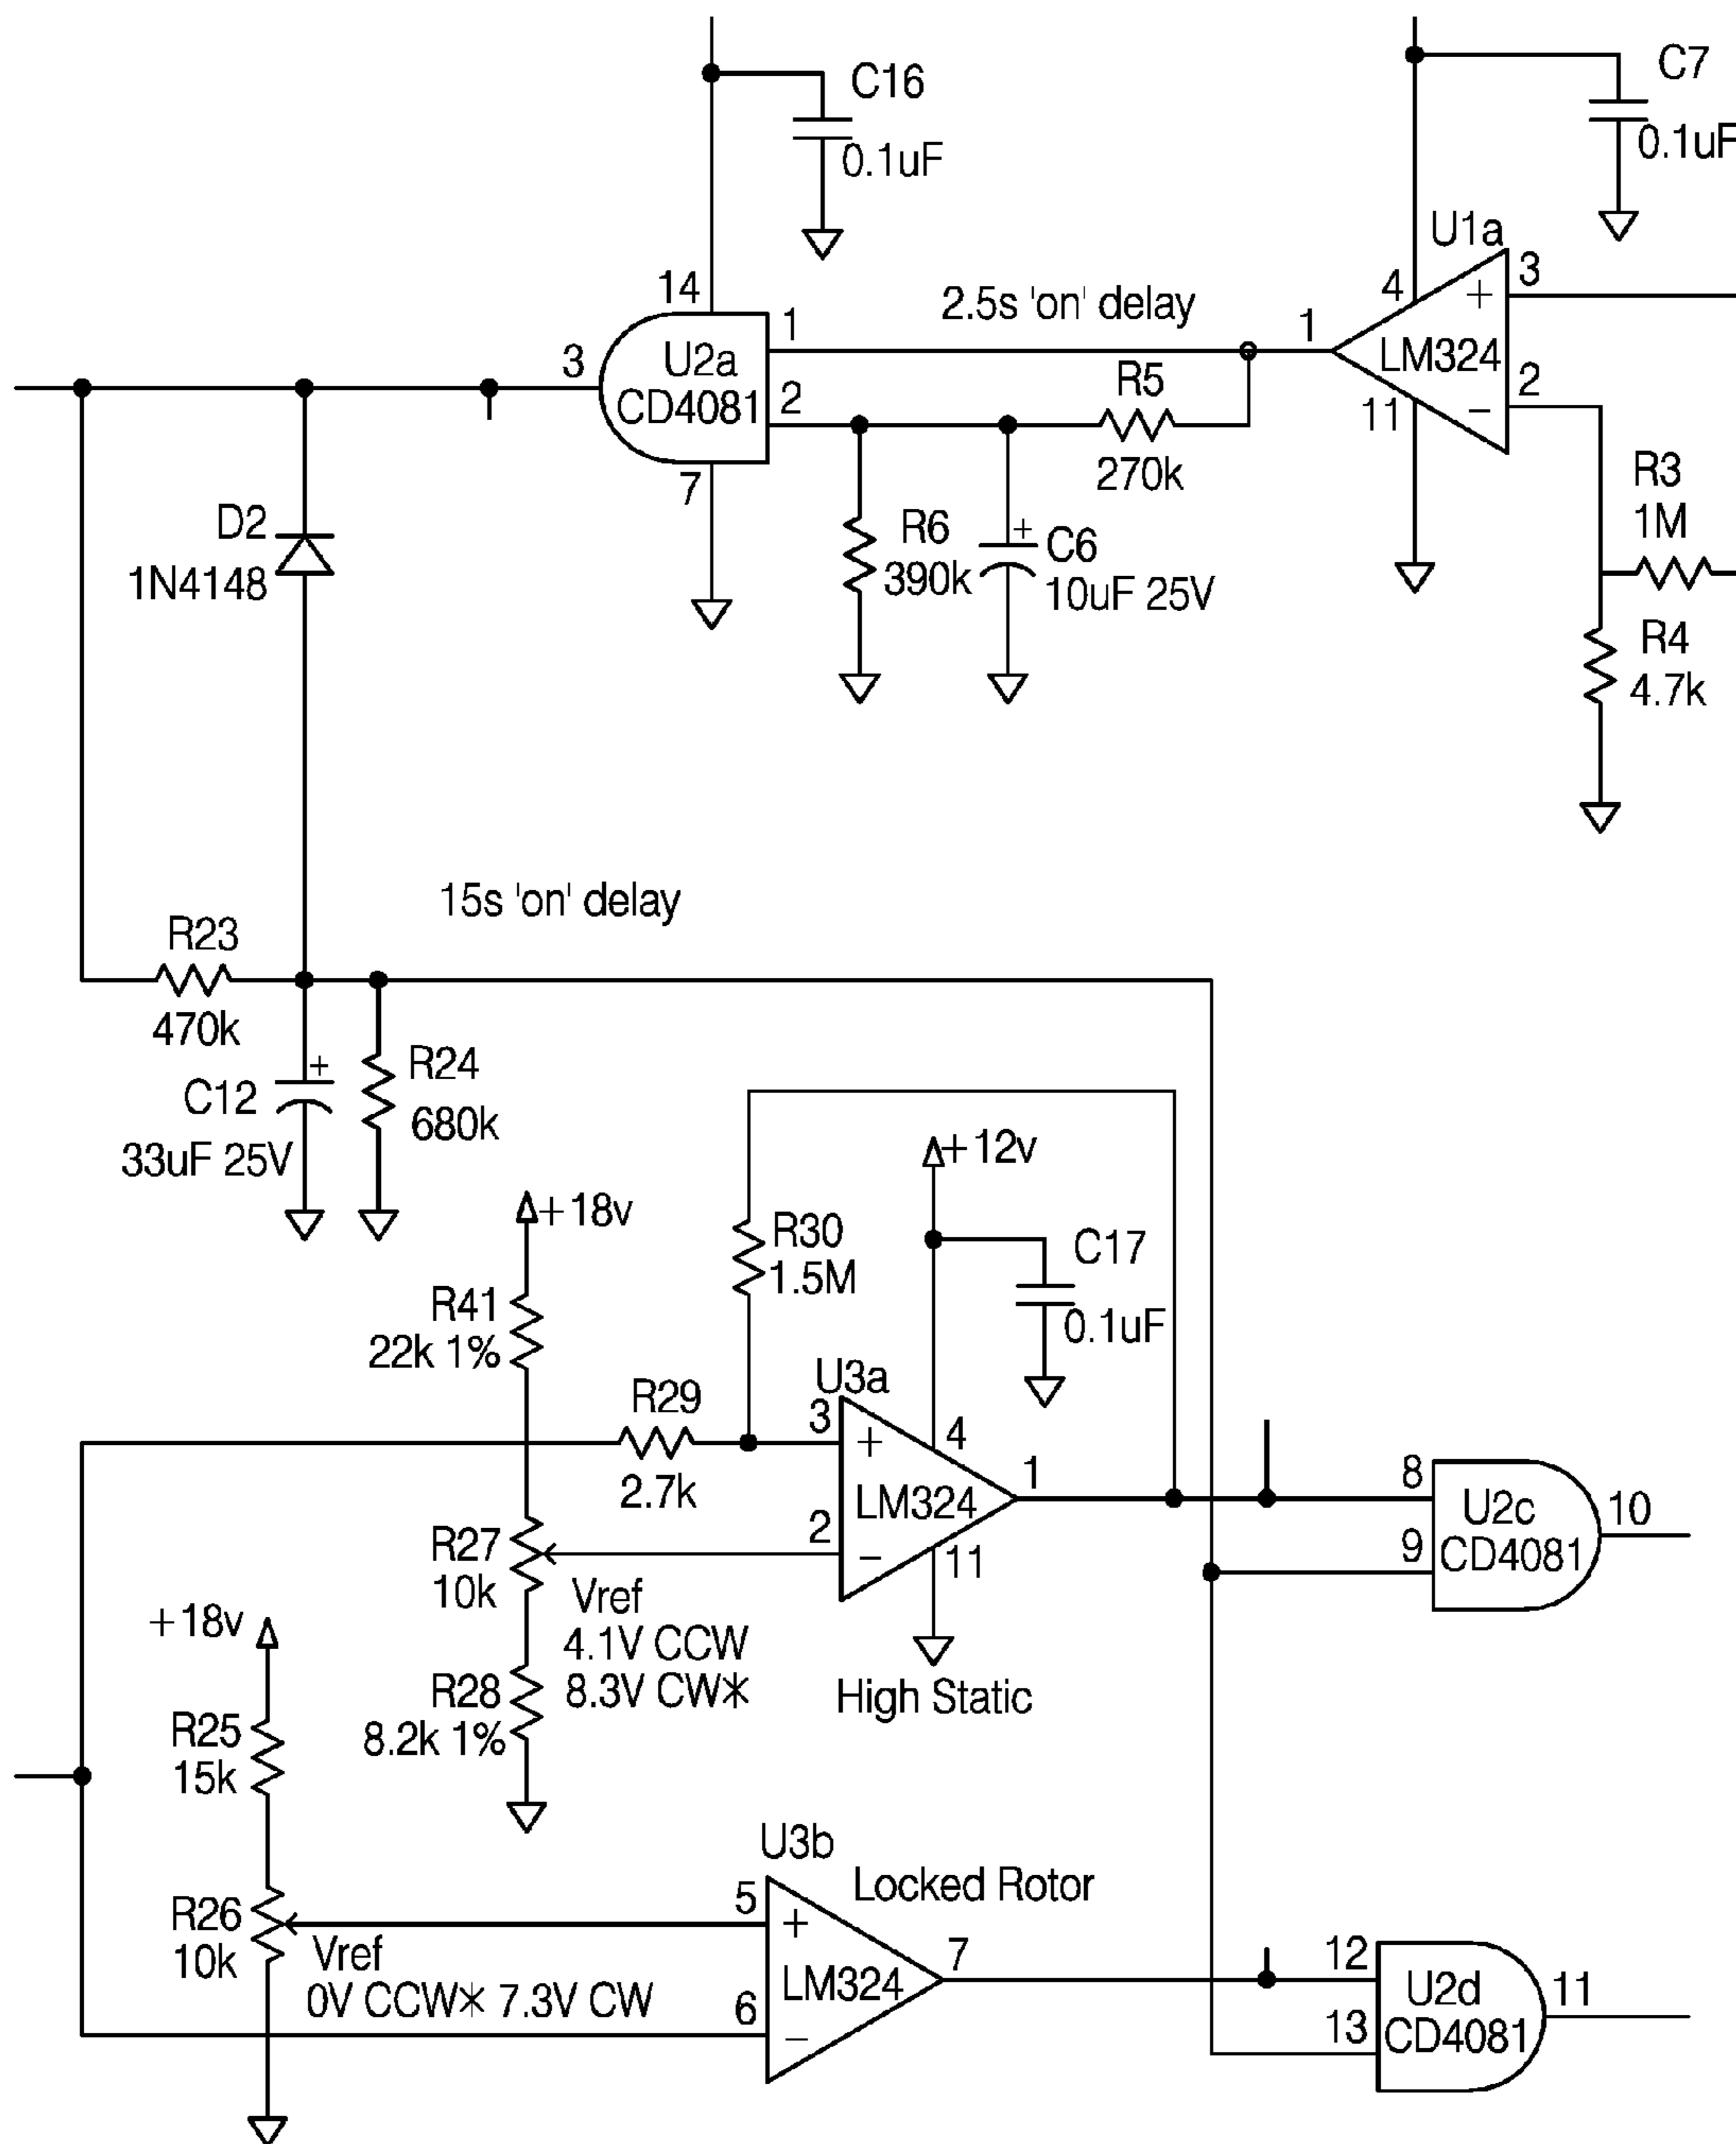 C16
0.1uF
C7
0.1uF
U1a
14
1
2.5s 'on' delay
1
4
3
+
3
U2a
CD4081
LM324
2
R5
11
2
−
7
270k
R3
1M
D2
1N4148
R6
390k
+
C6
10uF 25V
R4
4.7k
15s 'on' delay
R23
470k
+
C12
33uF 25V
R24
680k
+12v
+18v
R30
1.5M
C17
0.1uF
R41
22k 1%
U3a
R29
2.7k
3
+
4
LM324
1
8
U2c
CD4081
10
9
2
−
11
R27
10k
Vref
4.1V CCW
8.3V CW*
+18v
High Static
R28
8.2k 1%
R25
15k
U3b
Locked Rotor
5
+
R26
10k
Vref
0V CCW* 7.3V CW
LM324
7
6
−
12
U2d
CD4081
11
13